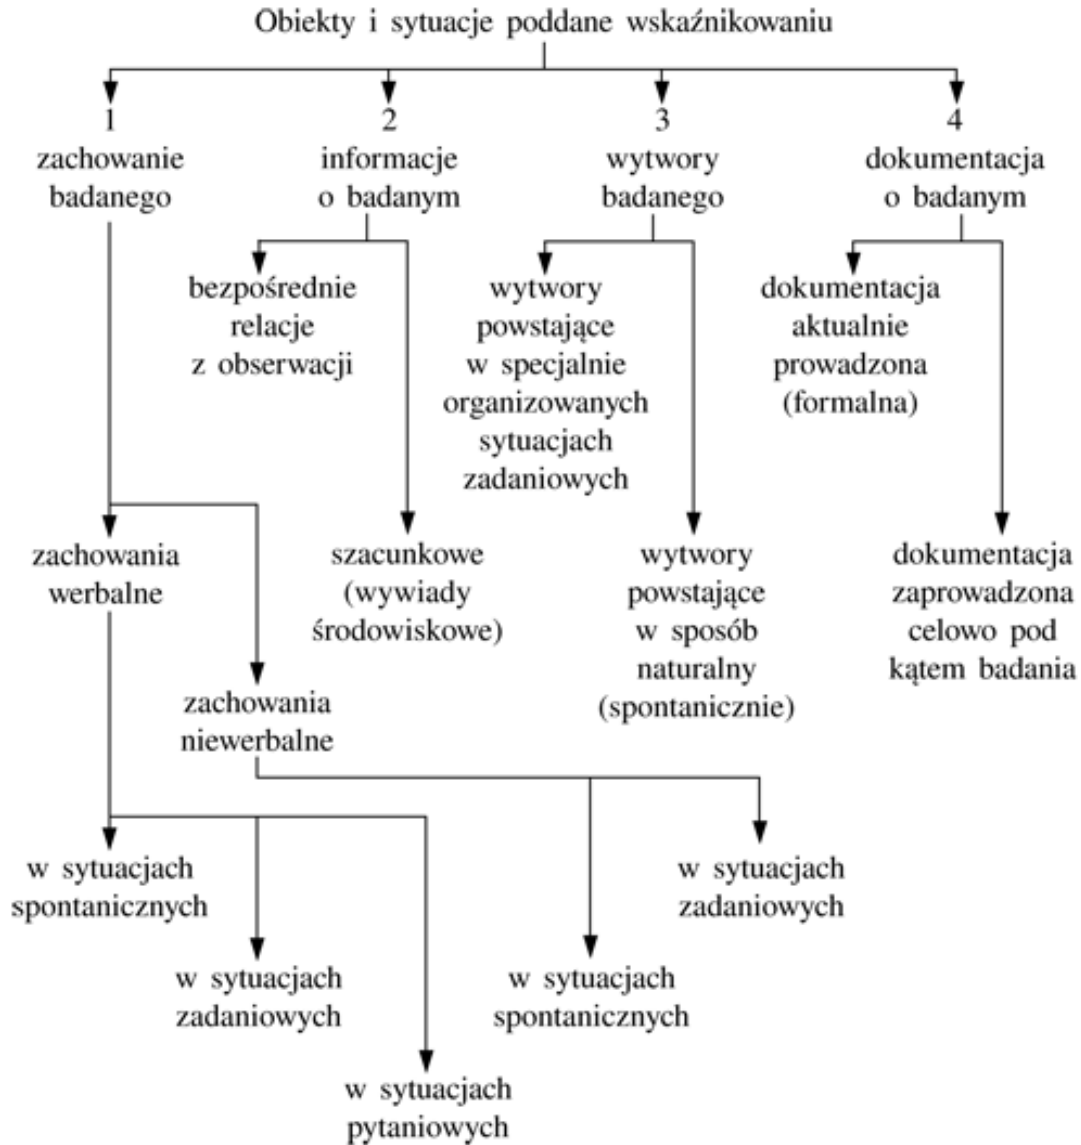 Obiekty i sytuacje poddane wskaźnikowaniu
1
zachowanie
badanego
2
informacje
o badanym
3
wytwory
badanego
4
dokumentacja
o badanym
bezpośrednie
relacje
z obserwacji
wytwory
powstające
w specjalnie
organizowanych
sytuacjach
zadaniowych
dokumentacja
aktualnie
prowadzona
(formalna)
zachowania
werbalne
szacunkowe
(wywiady
środowiskowe)
wytwory
powstające
w sposób
naturalny
(spontanicznie)
dokumentacja
zaprowadzona
celowo pod
kątem badania
zachowania
niewerbalne
w sytuacjach
spontanicznych
w sytuacjach
zadaniowych
w sytuacjach
zadaniowych
w sytuacjach
spontanicznych
w sytuacjach
pytaniowych